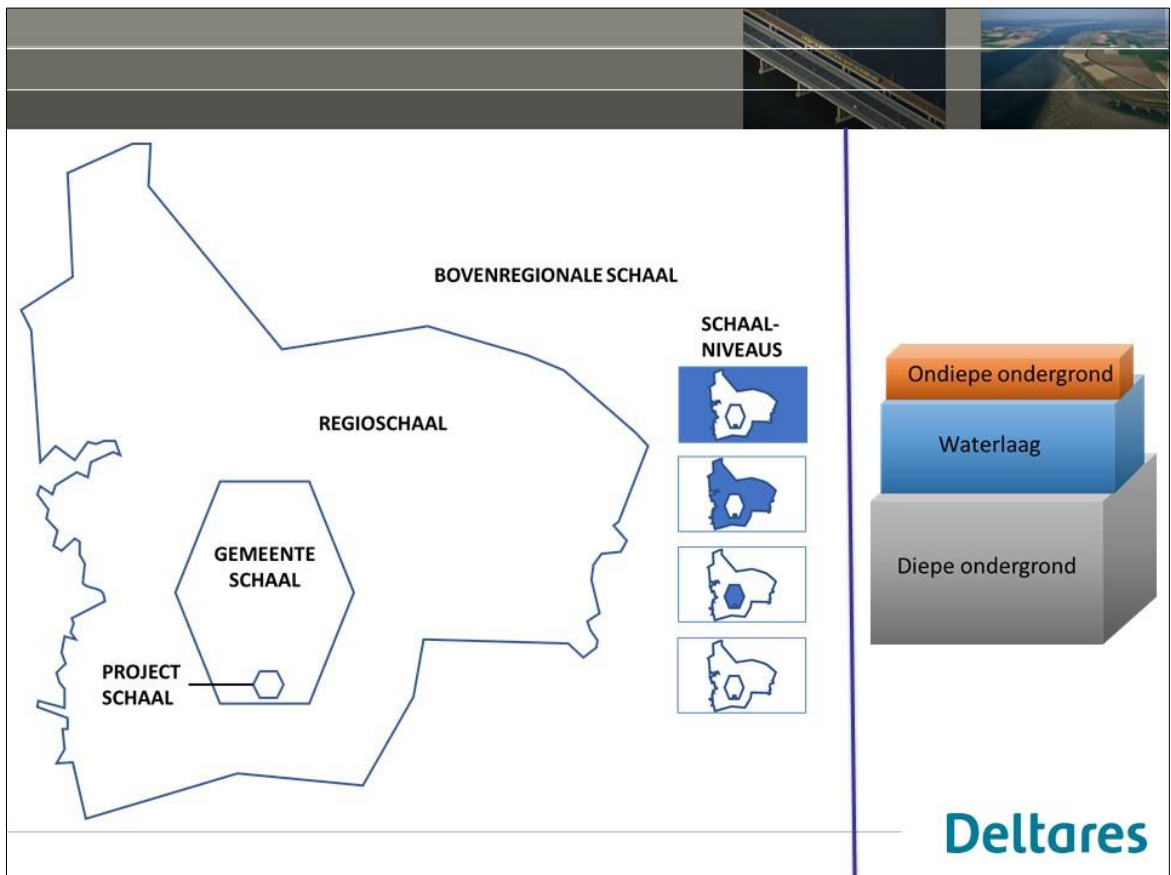 BOVENREGIONALE SCHAAL
SCHAAL-
NIVEAUS
REGIOSCHAAL
GEMEENTE
SCHAAL
PROJECT
SCHAAL
Ondiepe ondergrond
Waterlaag
Diepe ondergrond
Deltares